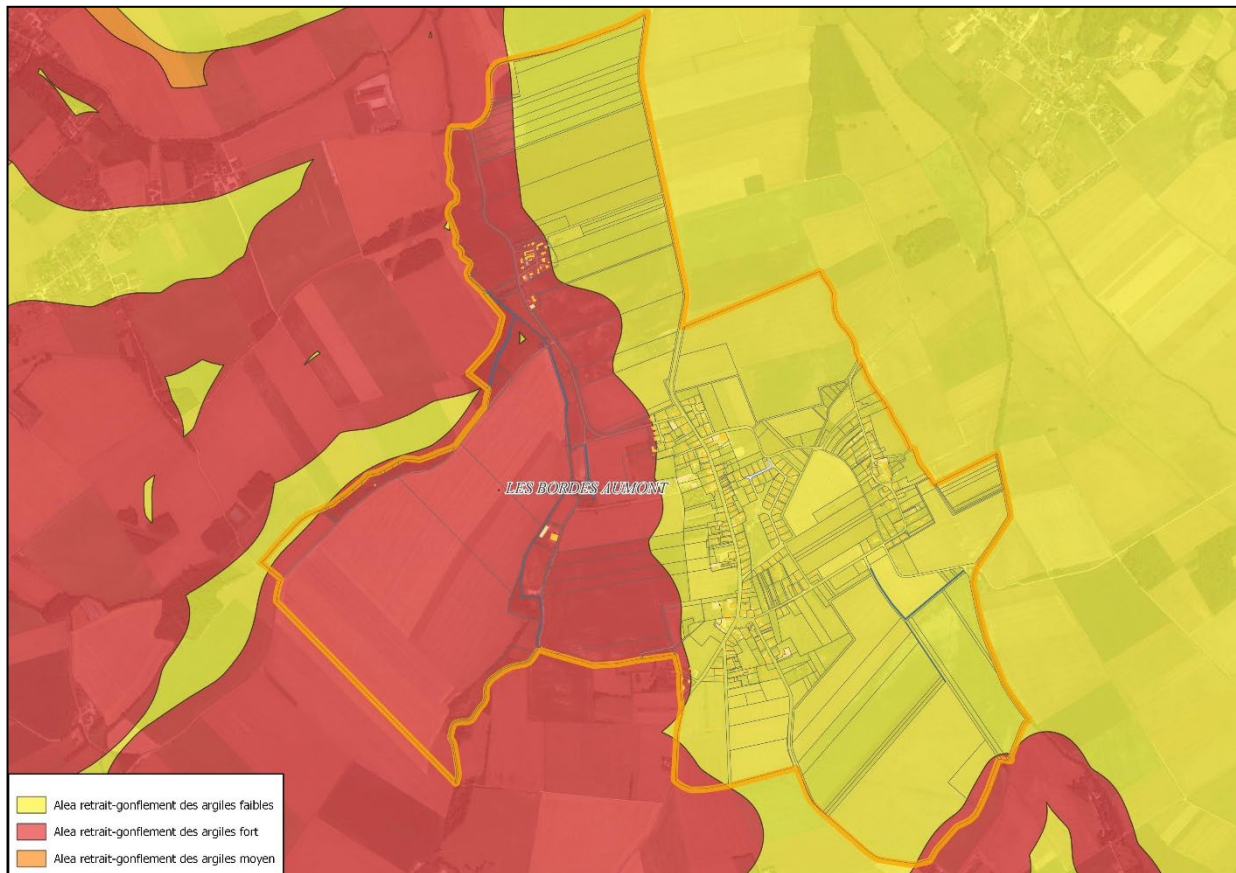 LES BORDES AUMONT
Alea retrait-gonflement des argiles faibles
Alea retrait-gonflement des argiles fort
Alea retrait-gonflement des argiles moyen